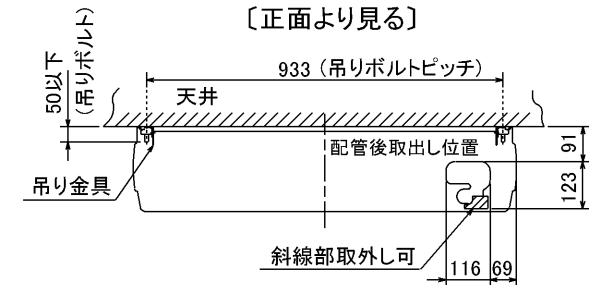 〔正面より見る〕
933 (吊りボルトピッチ)
50以下
(吊りボルト)
天井
配管後取出し位置
91
吊り金具
123
斜線部取外し可
116
69